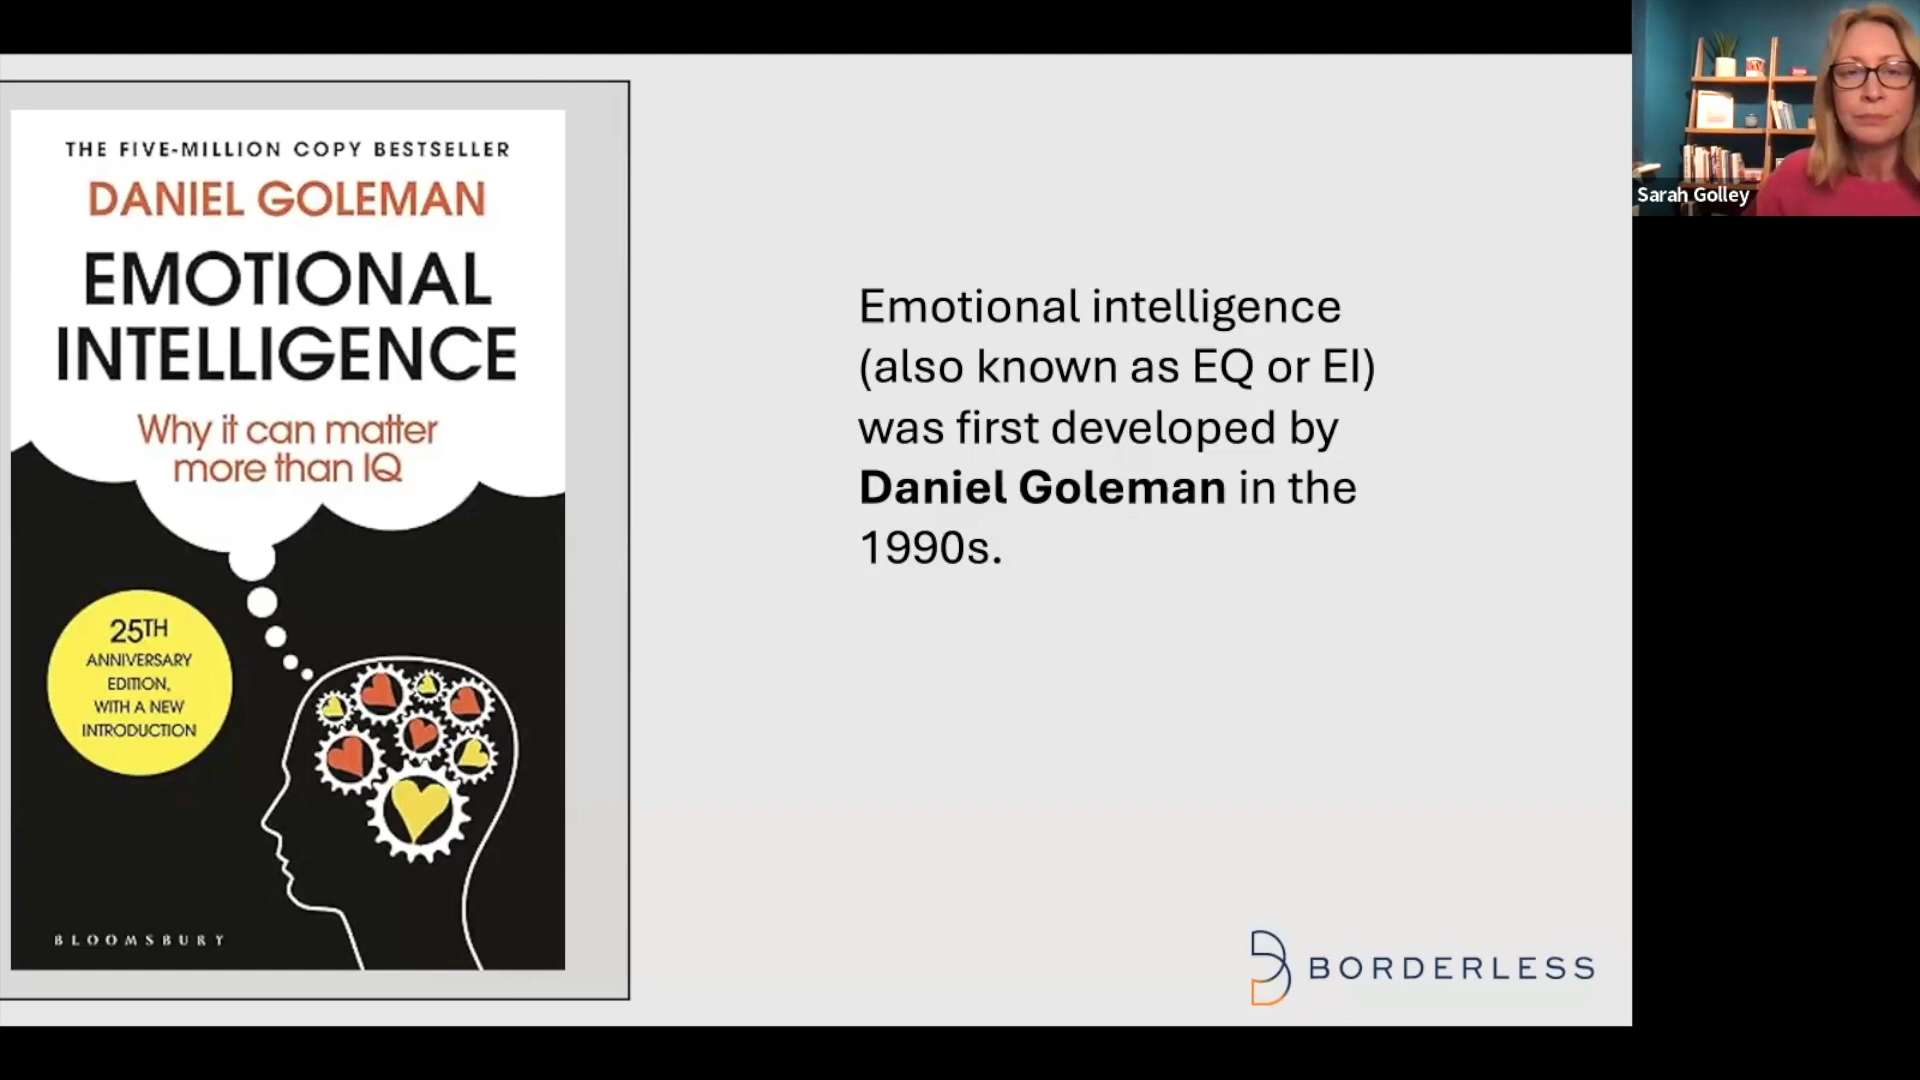 THE FIVE-MILLION COPY BESTSELLER
DANIEL GOLEMAN
EMOTIONAL
INTELLIGENCE
Why it can matter
more than IQ
25TH
ANNIVERSARY
EDITION,
WITH A NEW
INTRODUCTION
BLOOMSBURY
Emotional intelligence
(also known as EQ or EI)
was first developed by
Daniel Goleman in the
1990s.
BORDERLESS
Sarah Golley